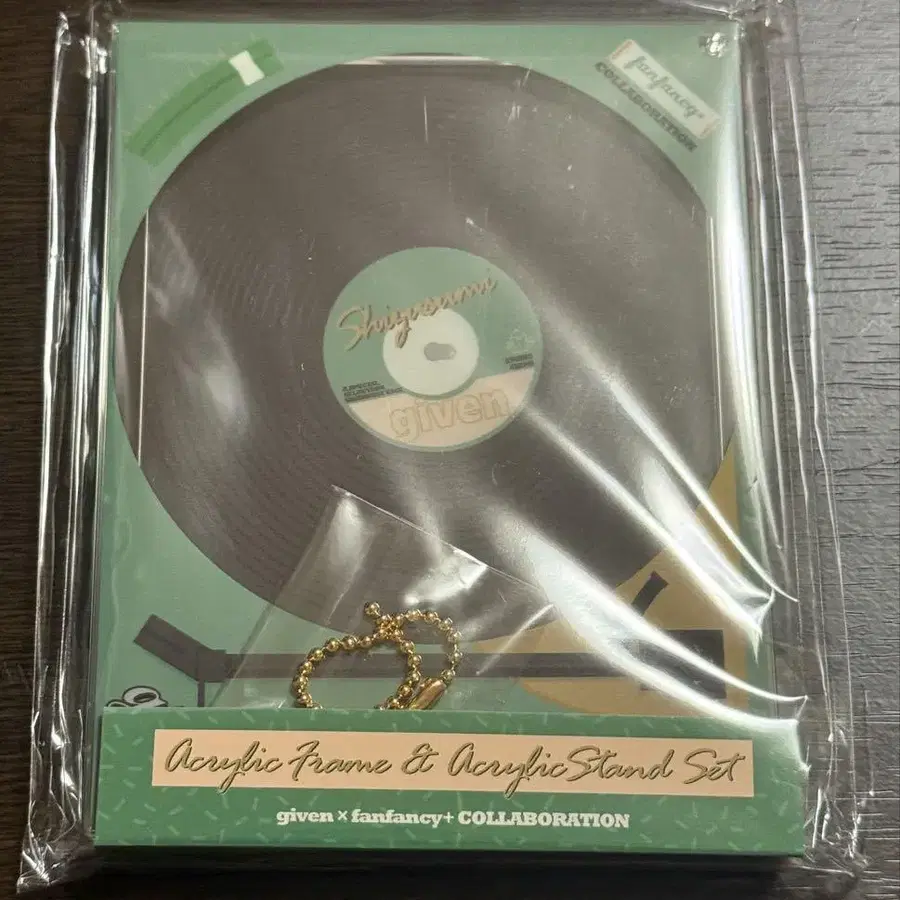 fanfancy+
COLLABORATION
Shizusumi
given
Acrylic Frame & Acrylic Stand Set
given × fanfancy+ COLLABORATION